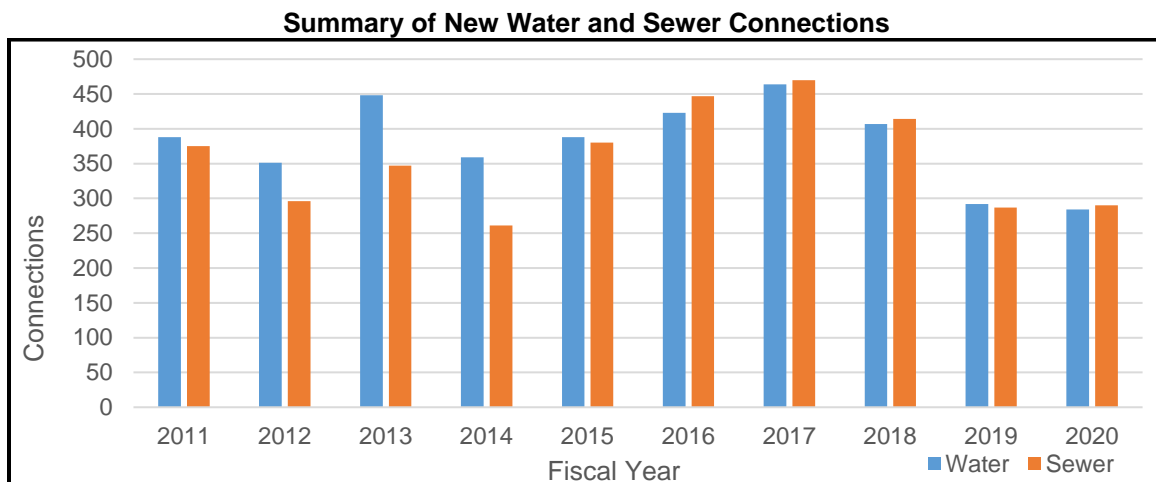 Summary of New Water and Sewer Connections
500
450
400
350
300
250
200
150
100
50
0
Connections
2011 2012 2013 2014 2015 2016 2017 2018 2019 2020
Fiscal Year
Water Sewer